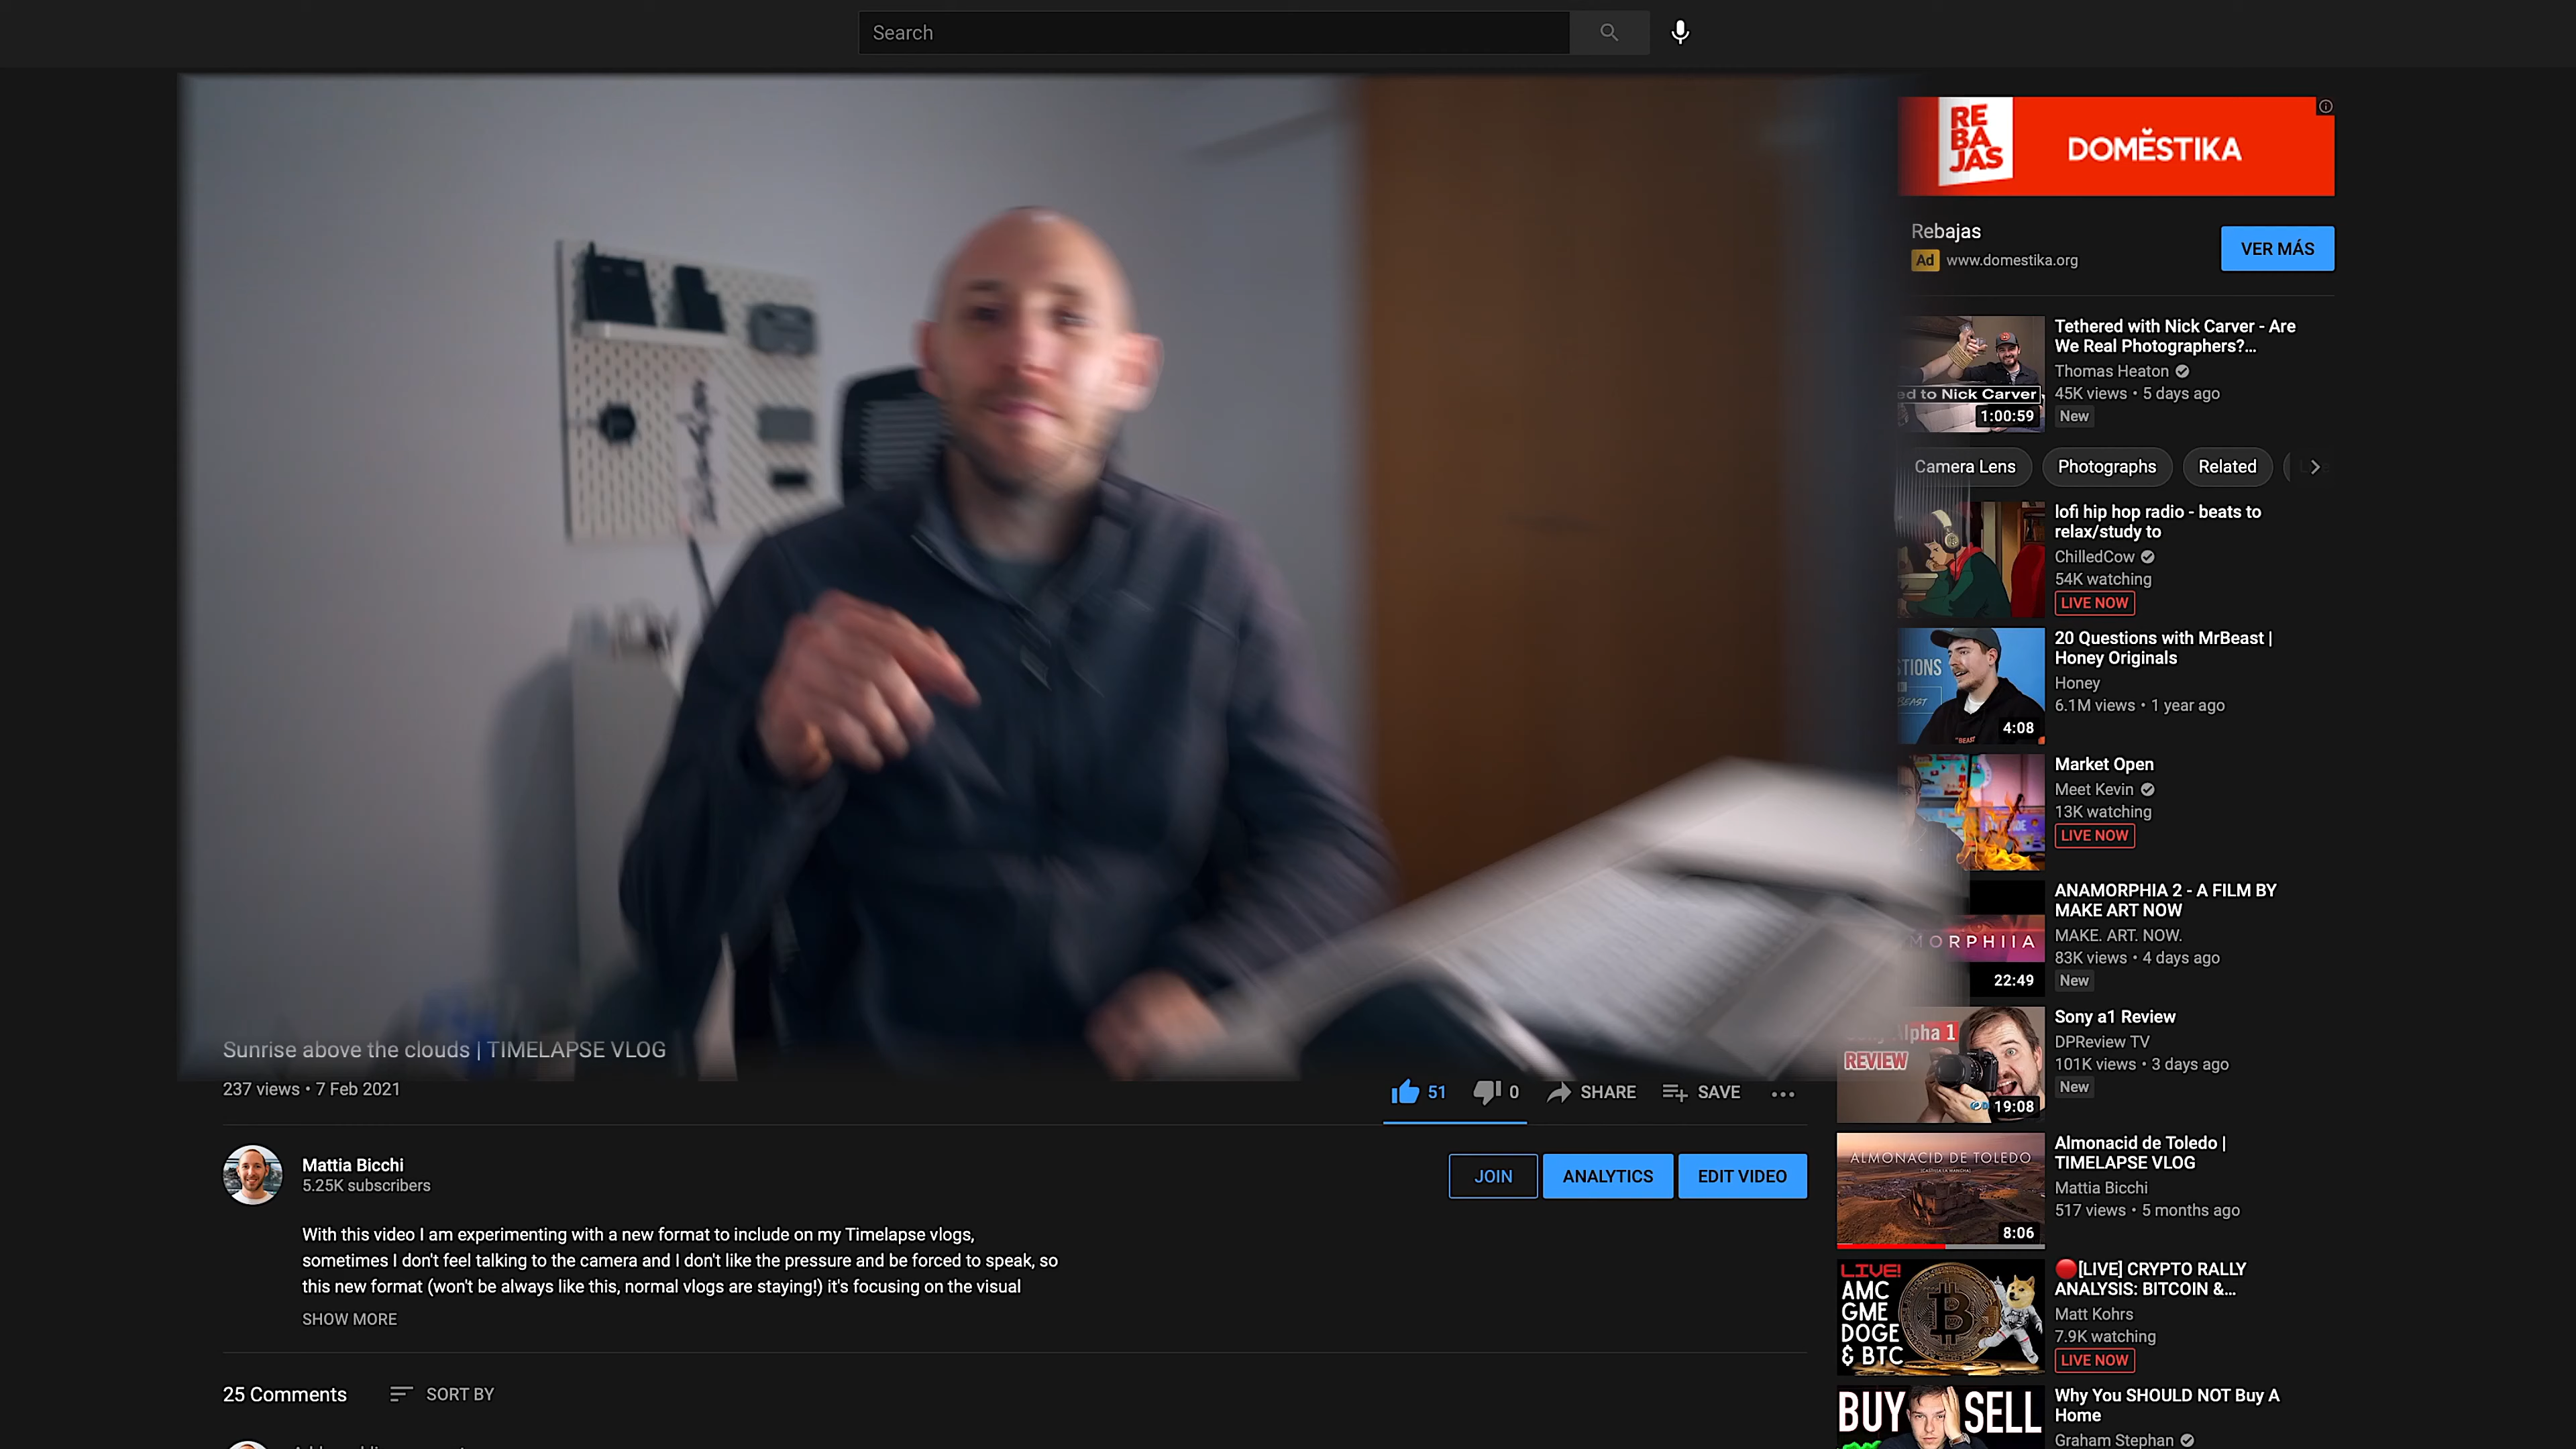 Search
RE
BA
JAS
DOMĚSTIKA
Rebajas
Ad www.domestika.org
VER MÁS
ed to Nick Carver
1:00:59
Tethered with Nick Carver - Are
We Real Photographers?...
Thomas Heaton
45K views • 5 days ago
New
Camera Lens
Photographs
Related
lofi hip hop radio - beats to
relax/study to
ChilledCow
54K watching
LIVE NOW
STIONS
BEAST
4:08
20 Questions with MrBeast |
Honey Originals
Honey
6.1M views • 1 year ago
Market Open
Meet Kevin
13K watching
LIVE NOW
MORPHIIA
22:49
ANAMORPHIA 2 - A FILM BY
MAKE ART NOW
MAKE. ART. NOW.
83K views • 4 days ago
New
Alpha 1
REVIEW
19:08
Sony a1 Review
DPReview TV
101K views • 3 days ago
New
ALMONACID DE TOLEDO
8:06
Almonacid de Toledo |
TIMELAPSE VLOG
Mattia Bicchi
517 views • 5 months ago
LIVE!
AMC
GME
DOGE
& BTC
[LIVE] CRYPTO RALLY
ANALYSIS: BITCOIN &...
Matt Kohrs
7.9K watching
LIVE NOW
BUY SELL
Why You SHOULD NOT Buy A
Home
Graham Stephan
Sunrise above the clouds | TIMELAPSE VLOG
237 views • 7 Feb 2021
51
0
SHARE
SAVE
Mattia Bicchi
5.25K subscribers
JOIN
ANALYTICS
EDIT VIDEO
With this video I am experimenting with a new format to include on my Timelapse vlogs,
sometimes I don't feel talking to the camera and I don't like the pressure and be forced to speak, so
this new format (won't be always like this, normal vlogs are staying!) it's focusing on the visual
SHOW MORE
25 Comments
SORT BY